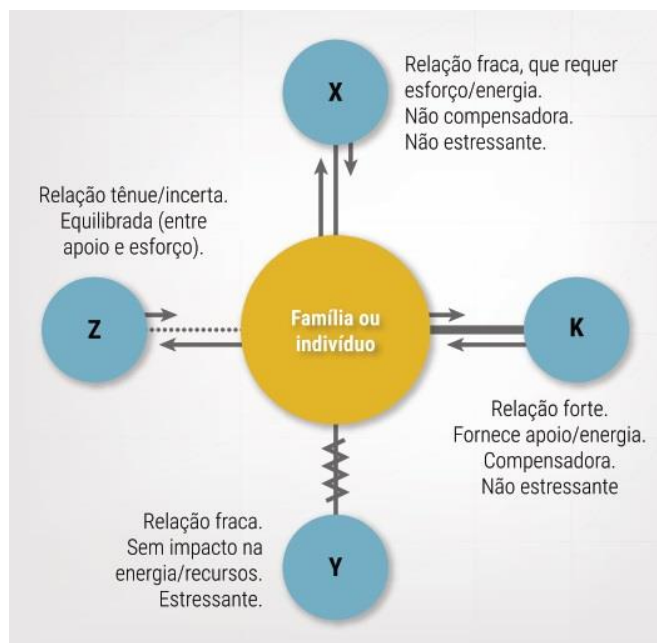 X
Relação fraca, que requer
esforço/energia.
Não compensadora.
Não estressante.
Relação tênue/incerta.
Equilibrada (entre
apoio e esforço).
Z
Família ou
indivíduo
K
Relação forte.
Fornece apoio/energia.
Compensadora.
Não estressante
Relação fraca.
Sem impacto na
energia/recursos.
Estressante.
Y